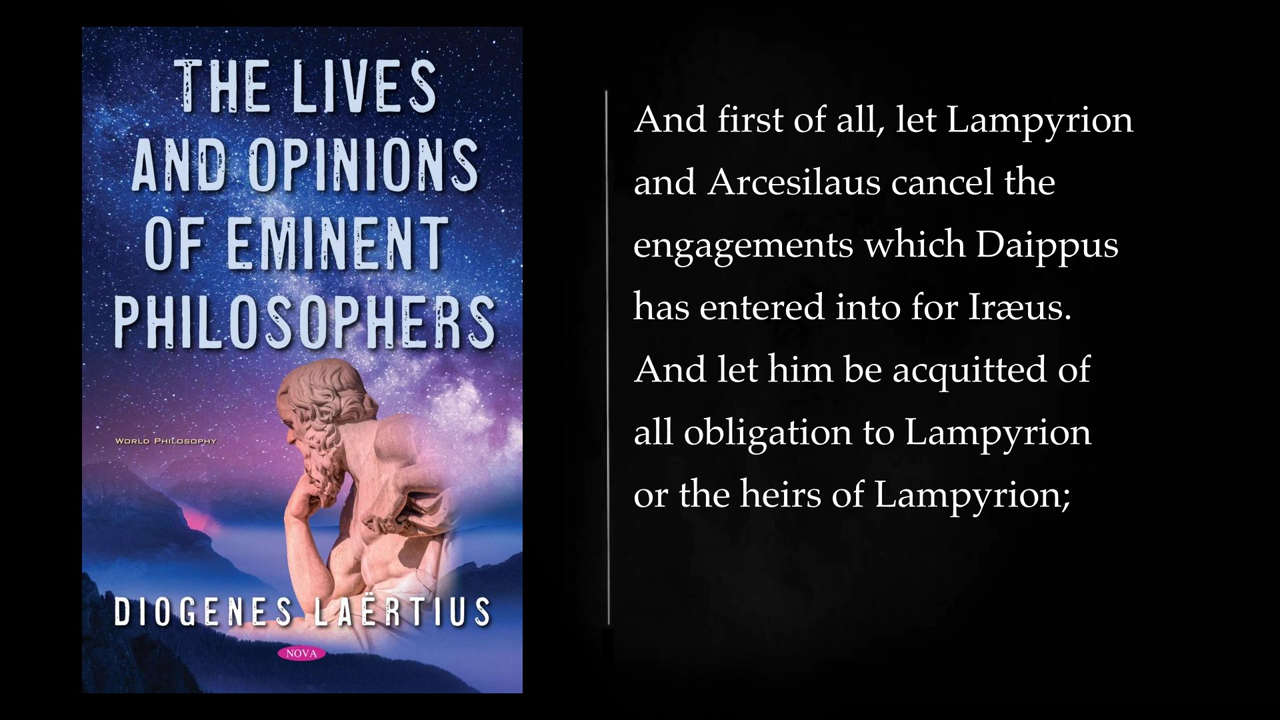 THE LIVES
AND OPINIONS
OF EMINENT
PHILOSOPHERS
WORLD PHILOSOPHY
DIOGENES LAËRTIUS
NOVA
And first of all, let Lampyrion
and Arcesilaus cancel the
engagements which Daippus
has entered into for Iræus.
And let him be acquitted of
all obligation to Lampyrion
or the heirs of Lampyrion;